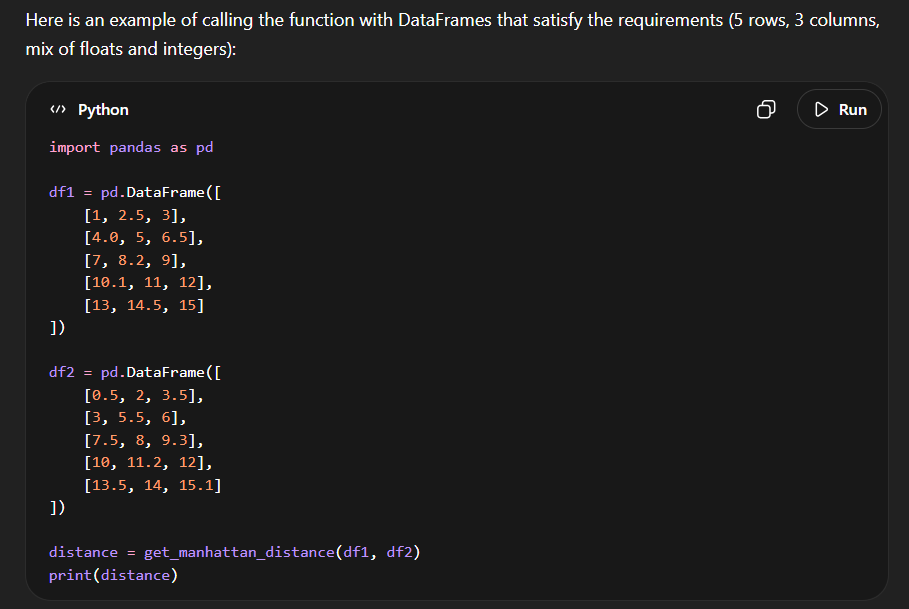 Here is an example of calling the function with DataFrames that satisfy the requirements (5 rows, 3 columns,
mix of floats and integers):
</> Python
Run
import pandas as pd
df1 = pd.DataFrame([
    [1, 2.5, 3],
    [4.0, 5, 6.5],
    [7, 8.2, 9],
    [10.1, 11, 12],
    [13, 14.5, 15]
])
df2 = pd.DataFrame([
    [0.5, 2, 3.5],
    [3, 5.5, 6],
    [7.5, 8, 9.3],
    [10, 11.2, 12],
    [13.5, 14, 15.1]
])
distance = get_manhattan_distance(df1, df2)
print(distance)